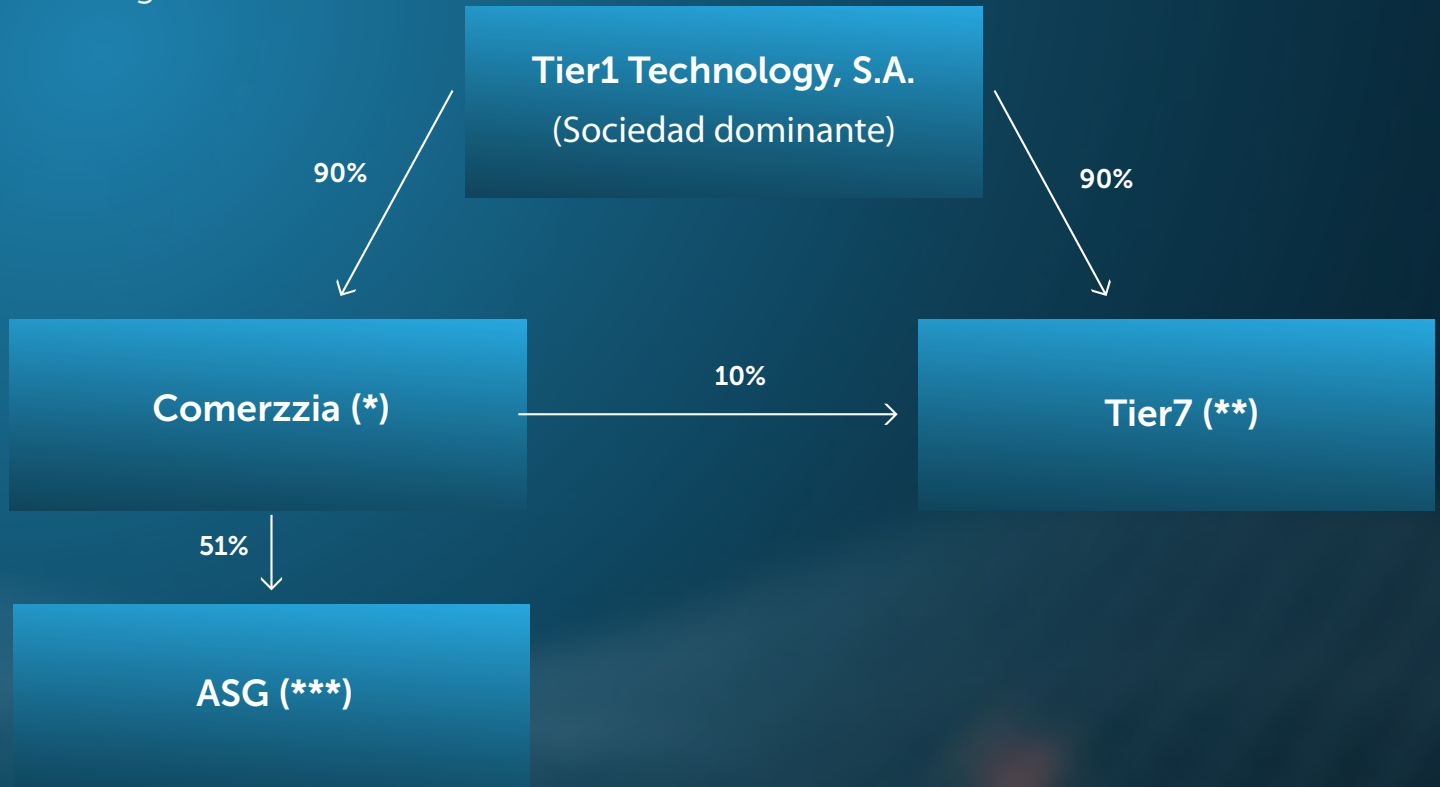 Tier1 Technology, S.A.
(Sociedad dominante)
90%
90%
Comerzzia (*)
10%
Tier7 (**)
51%
ASG (***)